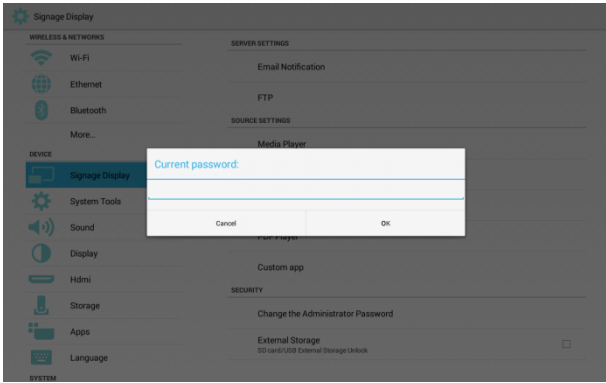 Signage Display
WIRELESS & NETWORKS
Wi-Fi
Ethernet
Bluetooth
More...
DEVICE
Signage Display
System Tools
Sound
Display
Hdmi
Storage
Apps
Language
SYSTEM
SERVER SETTINGS
Email Notification
FTP
SOURCE SETTINGS
Media Player
Current password:
Cancel
OK
PDF Player
Custom app
SECURITY
Change the Administrator Password
External Storage
SD card/USB External Storage Unlock